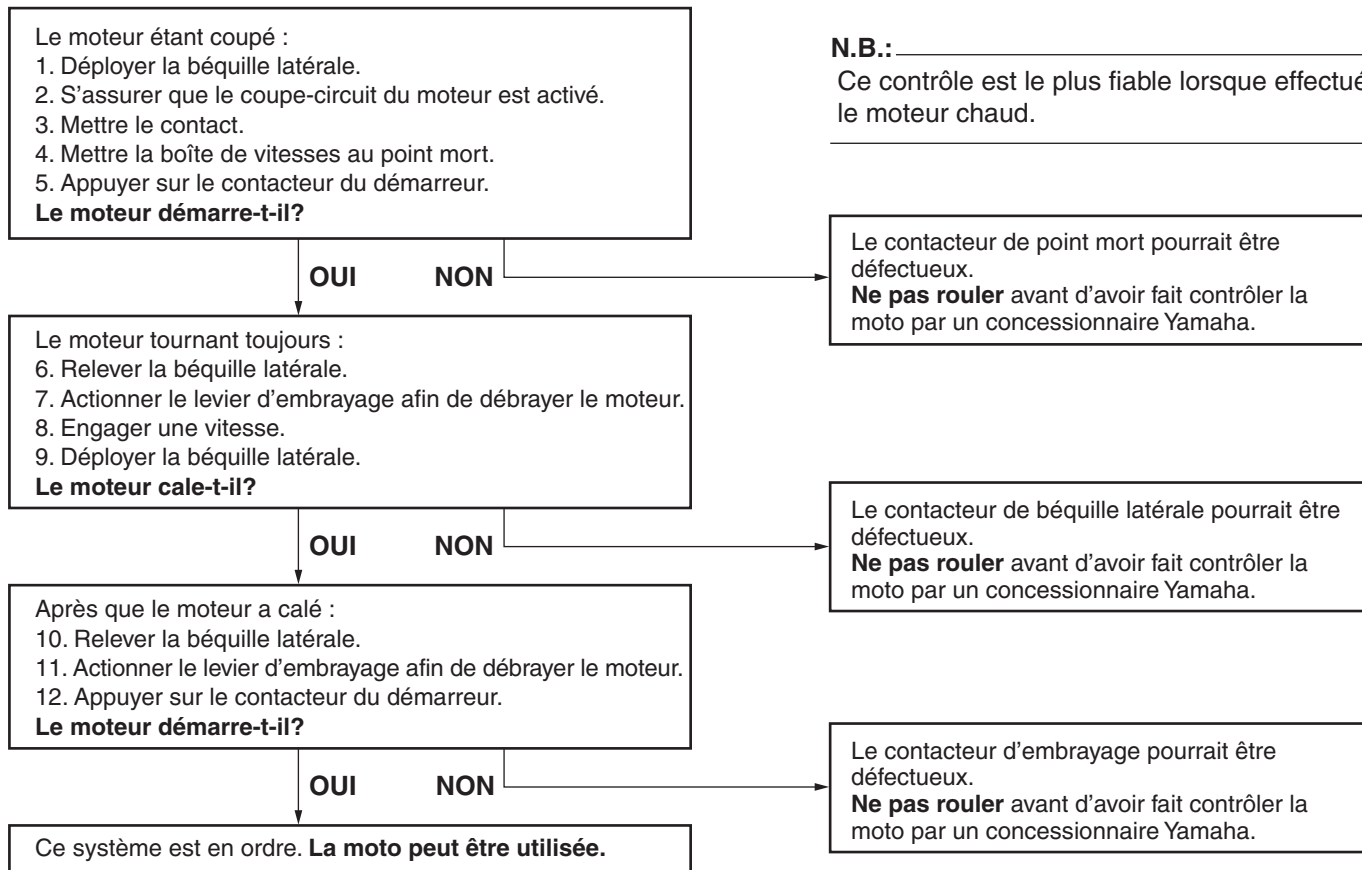 Le moteur étant coupé :
1. Déployer la béquille latérale.
2. S'assurer que le coupe-circuit du moteur est activé.
3. Mettre le contact.
4. Mettre la boîte de vitesses au point mort.
5. Appuyer sur le contacteur du démarreur.
Le moteur démarre-t-il?
N.B.:
Ce contrôle est le plus fiable lorsque effectué
le moteur chaud.
OUI NON
Le contacteur de point mort pourrait être
défectueux.
Ne pas rouler avant d'avoir fait contrôler la
moto par un concessionnaire Yamaha.
Le moteur tournant toujours :
6. Relever la béquille latérale.
7. Actionner le levier d'embrayage afin de débrayer le moteur.
8. Engager une vitesse.
9. Déployer la béquille latérale.
Le moteur cale-t-il?
OUI NON
Le contacteur de béquille latérale pourrait être
défectueux.
Ne pas rouler avant d'avoir fait contrôler la
moto par un concessionnaire Yamaha.
Après que le moteur a calé :
10. Relever la béquille latérale.
11. Actionner le levier d'embrayage afin de débrayer le moteur.
12. Appuyer sur le contacteur du démarreur.
Le moteur démarre-t-il?
OUI NON
Le contacteur d'embrayage pourrait être
défectueux.
Ne pas rouler avant d'avoir fait contrôler la
moto par un concessionnaire Yamaha.
Ce système est en ordre. La moto peut être utilisée.